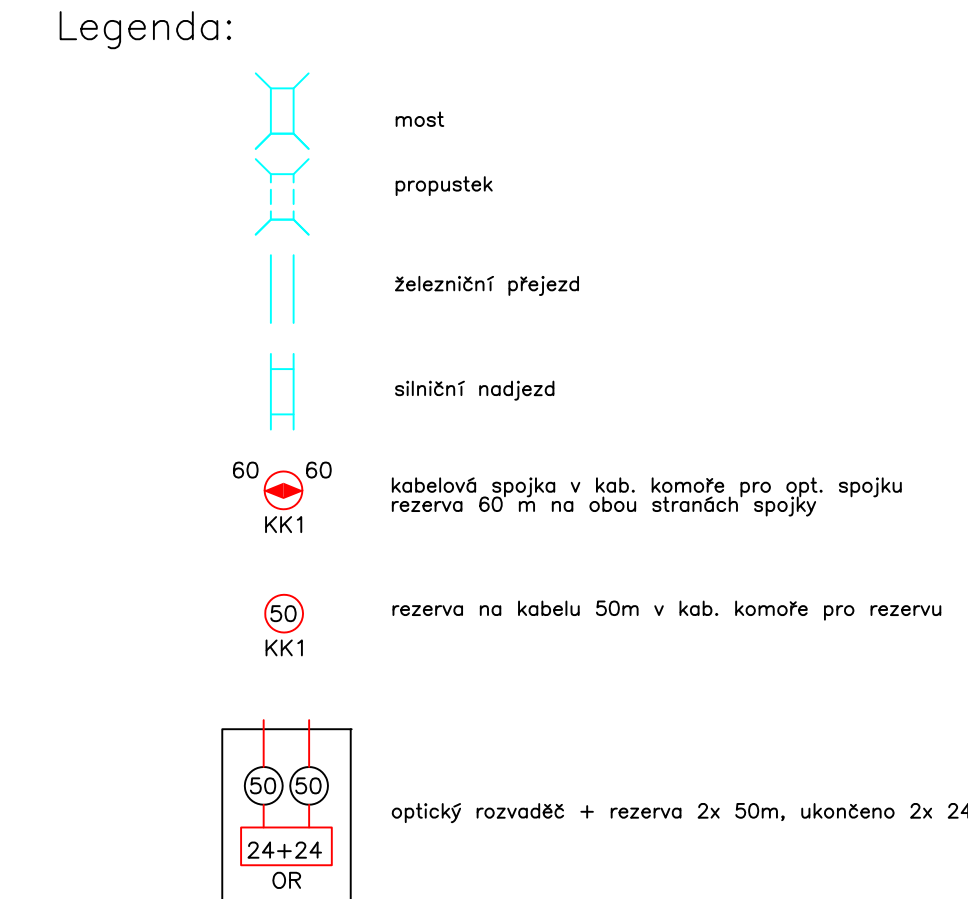 Legenda:
most
propustek
železniční přejezd
silniční nadjezd
60 60
KK1
kabelová spojka v kab. komoře pro opt. spojku
rezerva 60 m na obou stranách spojky
50
KK1
rezerva na kabelu 50m v kab. komoře pro rezervu
50 50
24+24
OR
optický rozvaděč + rezerva 2x 50m, ukončeno 2x 24